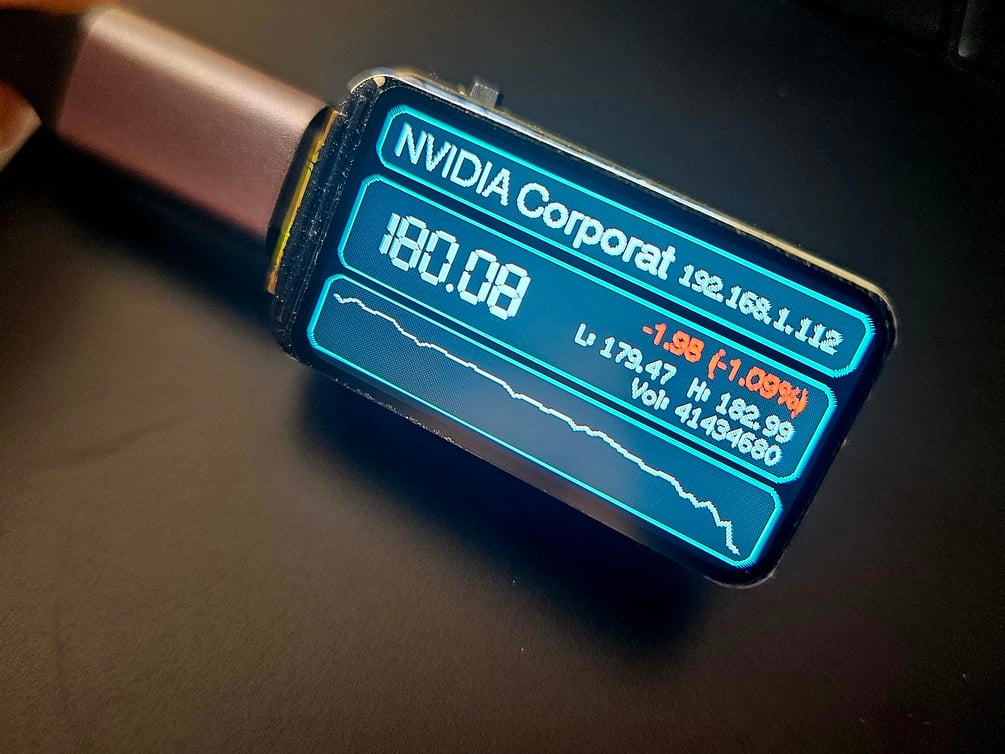 NVIDIA Corporat 192.168.1.112
180.08
-1.98 (-1.09%)
L: 179.47 H: 182.99
Vol: 41434680